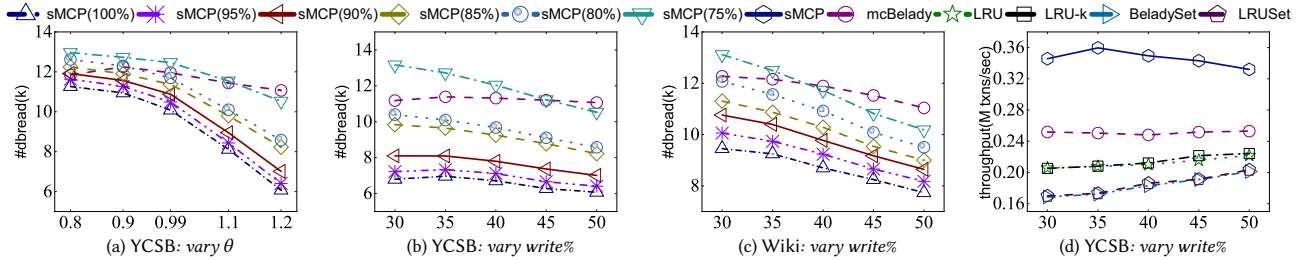 sMCP(100%) sMCP(95%) sMCP(90%) sMCP(85%) sMCP(80%) sMCP(75%) sMCP mcBelady LRU LRU-k BeladySet LRUSet
#dbread(k)
14
12
10
8
6
0.8 0.9 0.99 1.1 1.2
(a) YCSB: vary θ
#dbread(k)
14
12
10
8
6
30 35 40 45 50
(b) YCSB: vary write%
#dbread(k)
14
12
10
8
30 35 40 45 50
(c) Wiki: vary write%
throughput(M txns/sec)
0.36
0.32
0.28
0.24
0.20
0.16
30 35 40 45 50
(d) YCSB: vary write%